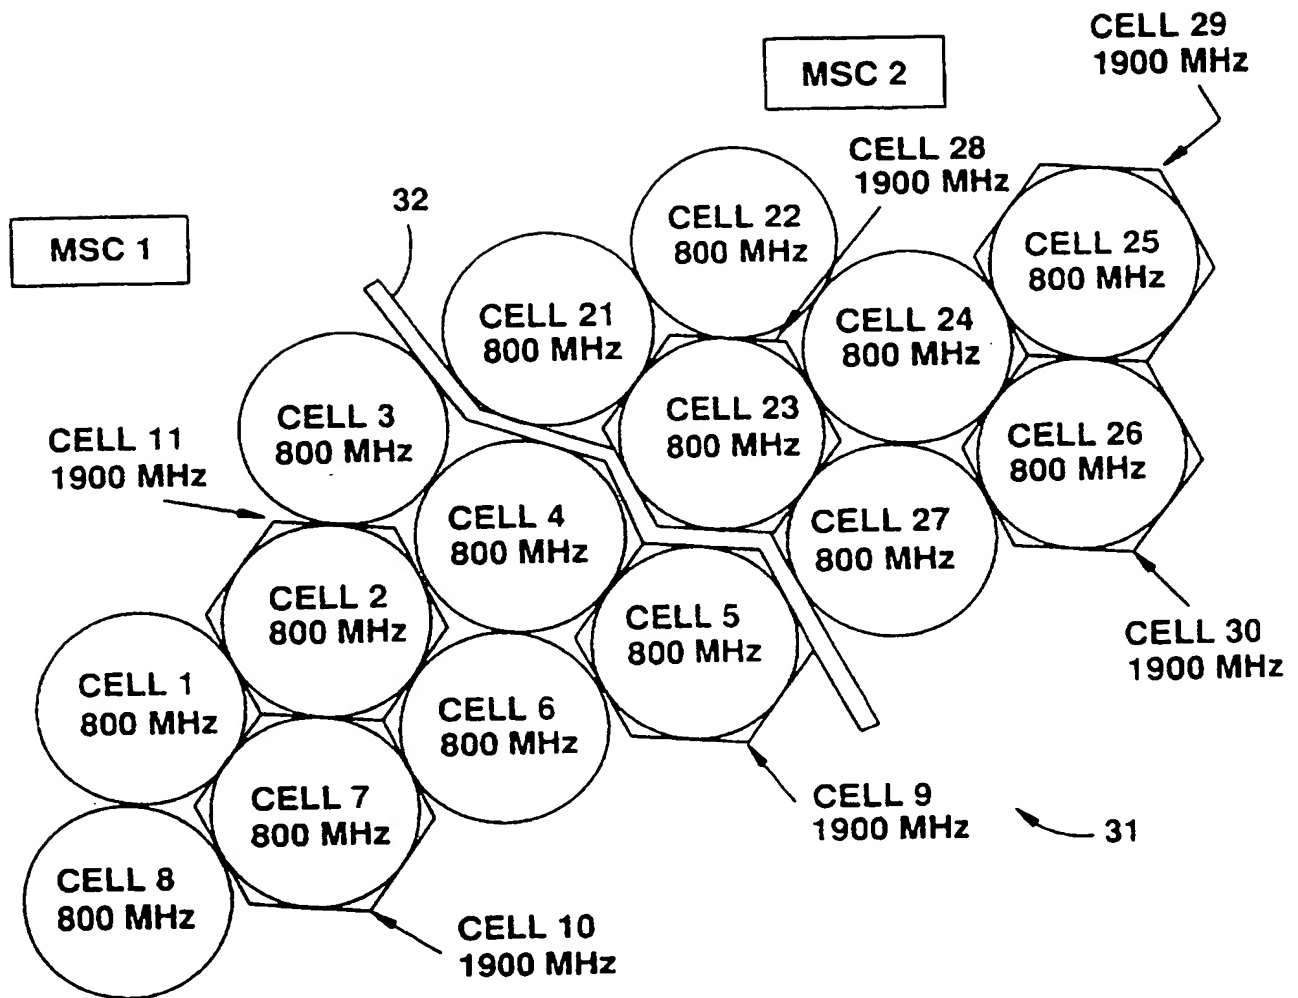 CELL 29
1900 MHz
MSC 2
CELL 28
1900 MHz
32
MSC 1
CELL 22
800 MHz
CELL 25
800 MHz
CELL 21
800 MHz
CELL 24
800 MHz
CELL 3
800 MHz
CELL 23
800 MHz
CELL 26
800 MHz
CELL 11
1900 MHz
CELL 4
800 MHz
CELL 27
800 MHz
CELL 2
800 MHz
CELL 5
800 MHz
CELL 30
1900 MHz
CELL 1
800 MHz
CELL 6
800 MHz
CELL 7
800 MHz
CELL 9
1900 MHz
31
CELL 8
800 MHz
CELL 10
1900 MHz